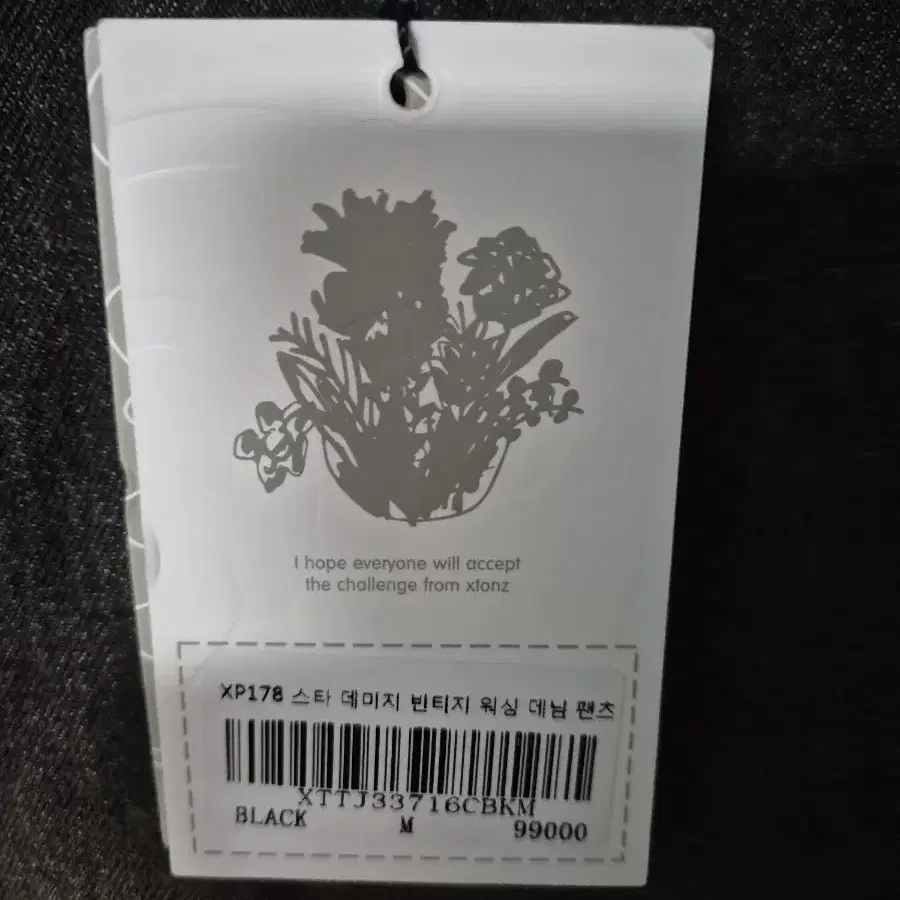 I hope everyone will accept
the challenge from xtonz
XP178 스타 데미지 빈티지 워싱 데님 팬츠
XTTJ33716CBKM
BLACK M 99000